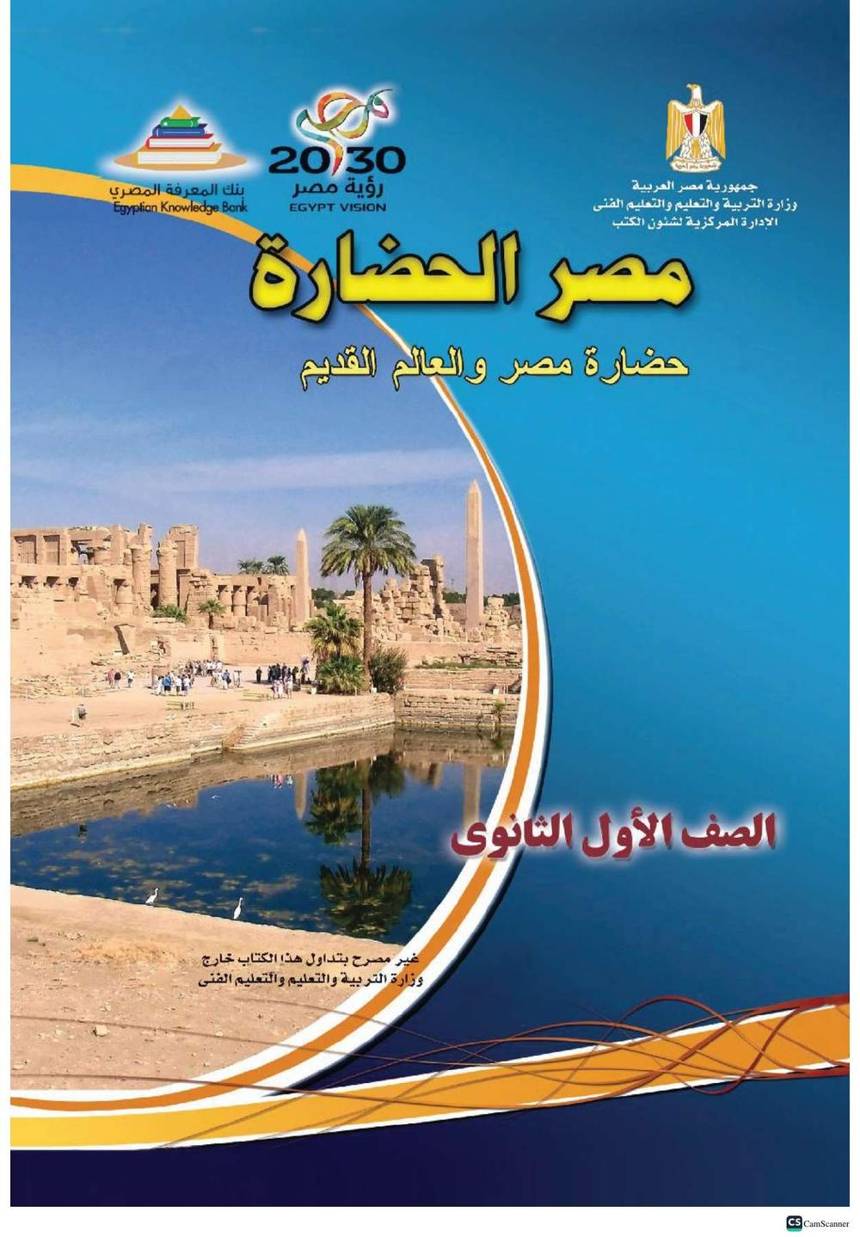 جمهورية مصر العربية
وزارة التربية والتعليم والتعليم الفنى
الإدارة المركزية لشئون الكتب
2030
رؤية مصر
EGYPT VISION
بنك المعرفة المصري
Egyptian Knowledge Bank
مصر الحضارة
حضارة مصر والعالم القديم
الصف الأول الثانوى
غير مصرح بتداول هذا الكتاب خارج
وزارة التربية والتعليم والتعليم الفنى
CS CamScanner